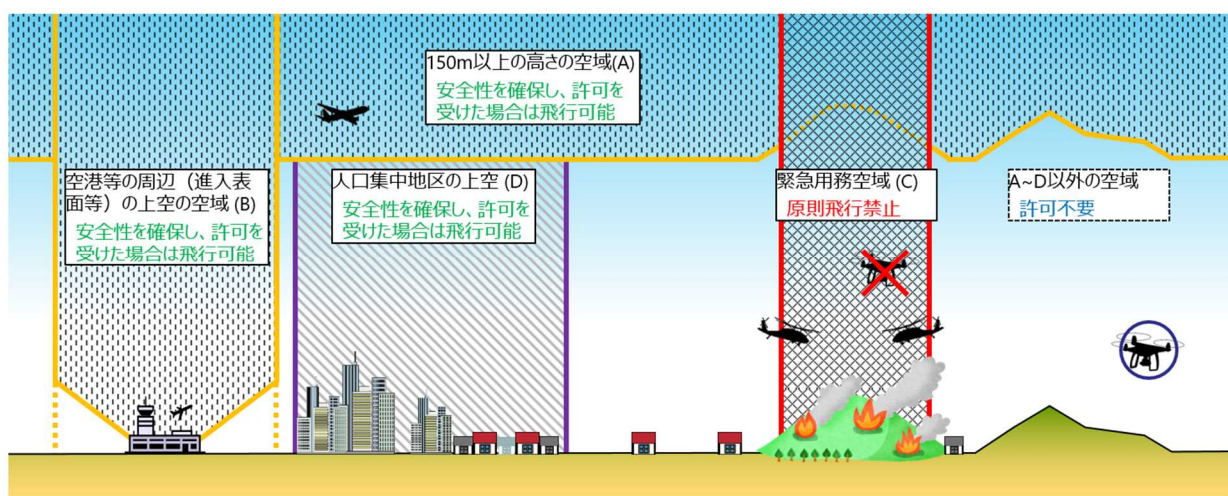 150m以上の高さの空域(A)
安全性を確保し、許可を
受けた場合は飛行可能
空港等の周辺（進入表
面等）の上空の空域 (B)
安全性を確保し、許可を
受けた場合は飛行可能
人口集中地区の上空 (D)
安全性を確保し、許可を
受けた場合は飛行可能
緊急用務空域 (C)
原則飛行禁止
A~D以外の空域
許可不要